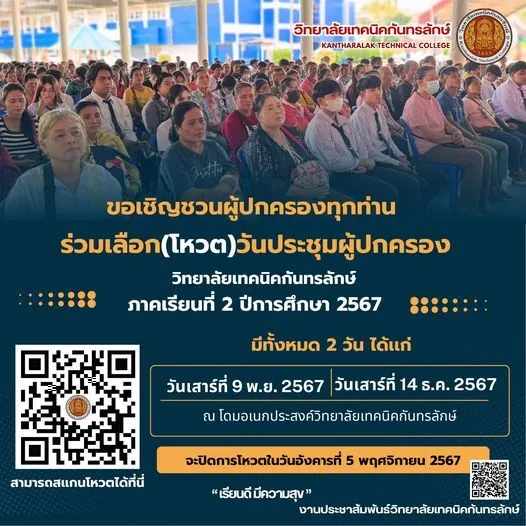 วิทยาลัยเทคนิคกันทรลักษ์
KANTHARALAK TECHNICAL COLLEGE
ขอเชิญชวนผู้ปกครองทุกท่าน
ร่วมเลือก(โหวต)วันประชุมผู้ปกครอง
วิทยาลัยเทคนิคกันทรลักษ์
ภาคเรียนที่ 2 ปีการศึกษา 2567
มีทั้งหมด 2 วัน ได้แก่
วันเสาร์ที่ 9 พ.ย. 2567 วันเสาร์ที่ 14 ธ.ค. 2567
ณ โดมอเนกประสงค์วิทยาลัยเทคนิคกันทรลักษ์
จะปิดการโหวตในวันอังคารที่ 5 พฤศจิกายน 2567
สามารถสแกนโหวตได้ที่นี่
“เรียนดี มีความสุข”
งานประชาสัมพันธ์วิทยาลัยเทคนิคกันทรลักษ์